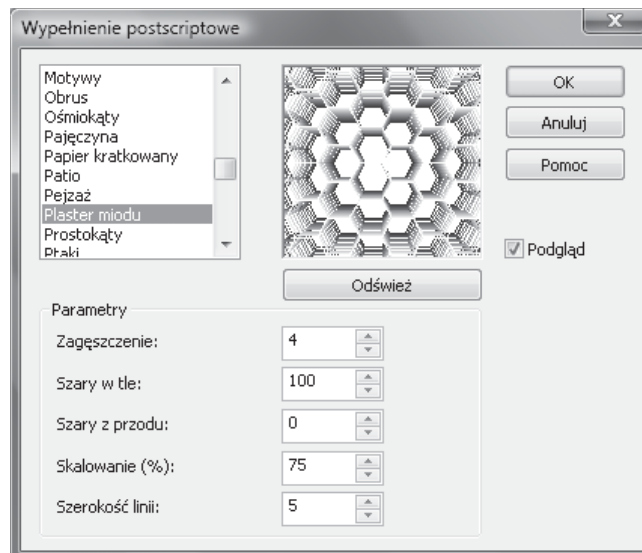 Wypełnienie postscriptowe
Motywy
Obrus
Ośmiokąty
Pajęczyna
Papier kratkowany
Patio
Pejzaż
Plaster miodu
Prostokąty
Ptaki
OK
Anuluj
Pomoc
Podgląd
Odśwież
Parametry
Zagęszczenie: 4
Szary w tle: 100
Szary z przodu: 0
Skalowanie (%): 75
Szerokość linii: 5